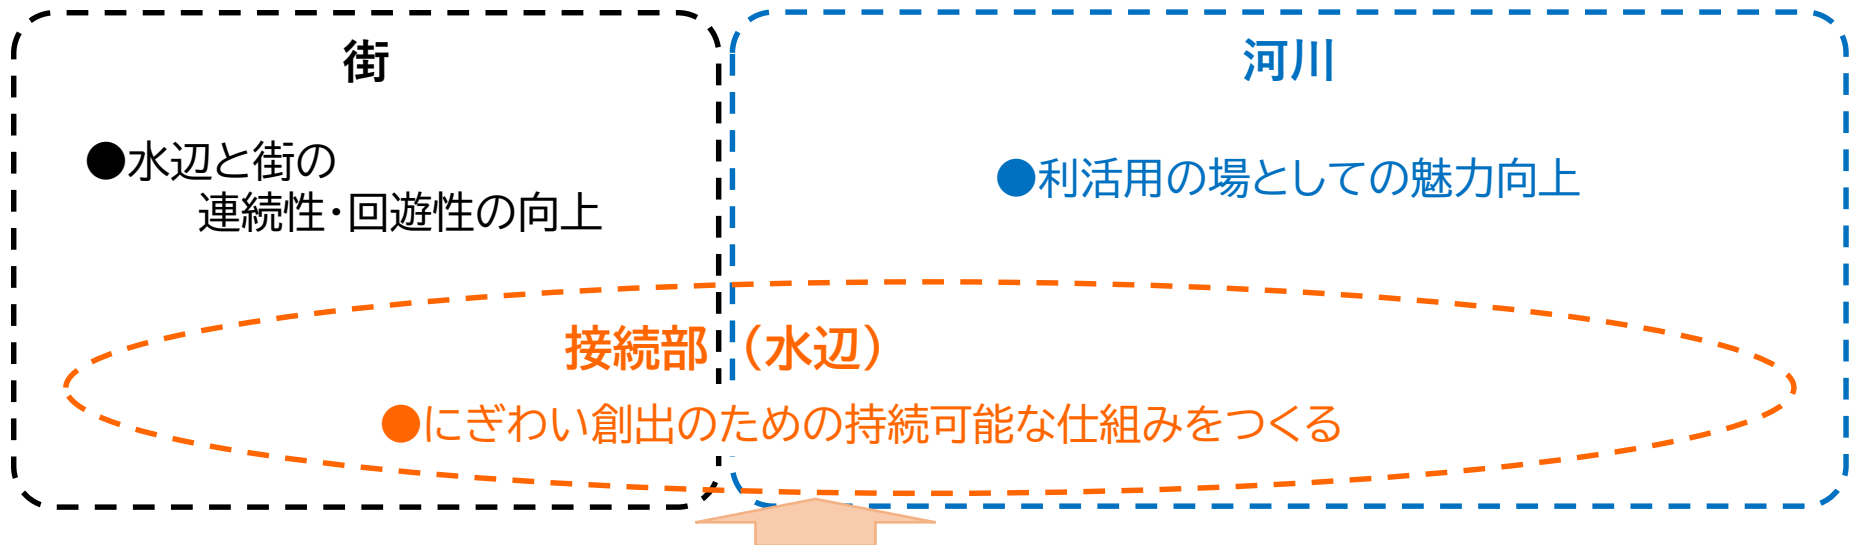 街
●水辺と街の
連続性・回遊性の向上
河川
●利活用の場としての魅力向上
接続部（水辺）
●にぎわい創出のための持続可能な仕組みをつくる